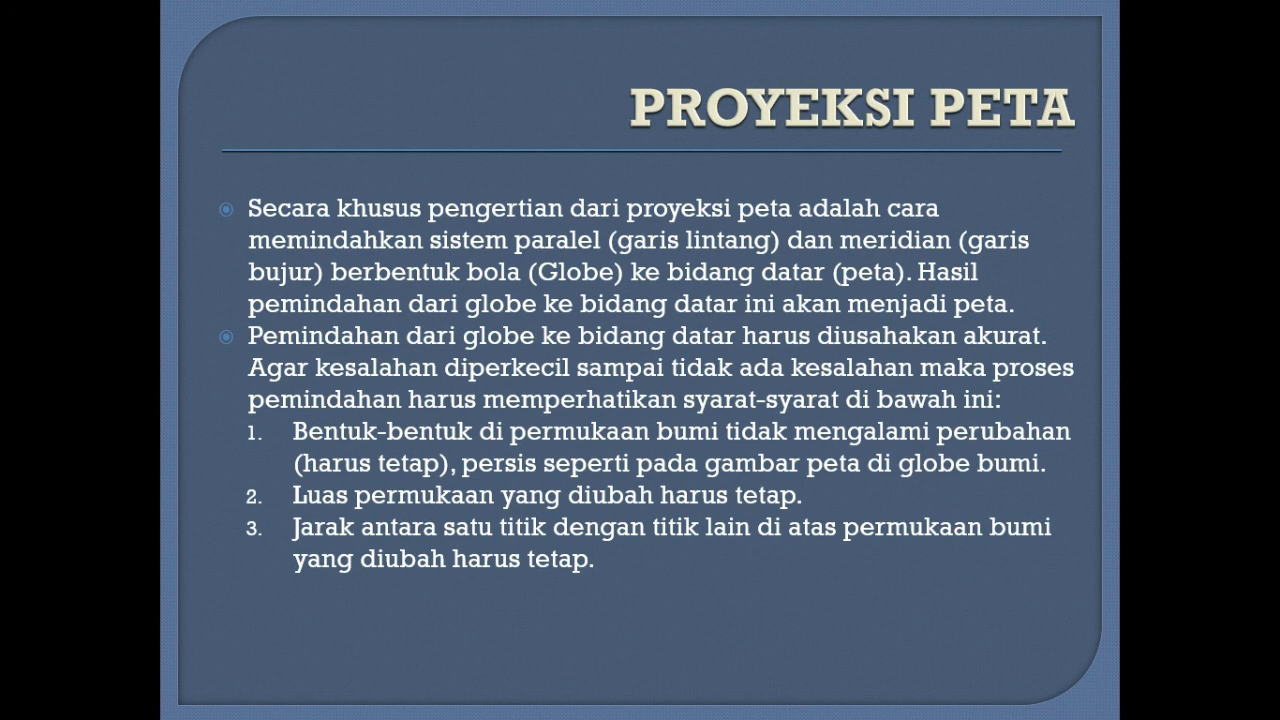 PROYEKSI PETA
Secara khusus pengertian dari proyeksi peta adalah cara
memindahkan sistem paralel (garis lintang) dan meridian (garis
bujur) berbentuk bola (Globe) ke bidang datar (peta). Hasil
pemindahan dari globe ke bidang datar ini akan menjadi peta.
Pemindahan dari globe ke bidang datar harus diusahakan akurat.
Agar kesalahan diperkecil sampai tidak ada kesalahan maka proses
pemindahan harus memperhatikan syarat-syarat di bawah ini:
1. Bentuk-bentuk di permukaan bumi tidak mengalami perubahan
(harus tetap), persis seperti pada gambar peta di globe bumi.
2. Luas permukaan yang diubah harus tetap.
3. Jarak antara satu titik dengan titik lain di atas permukaan bumi
yang diubah harus tetap.